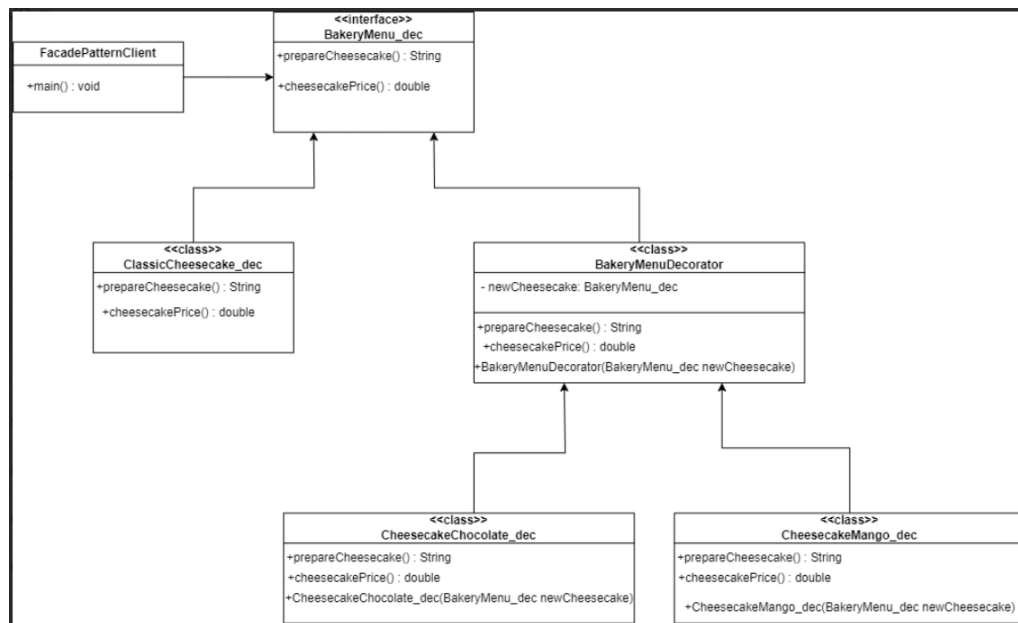 <<interface>>
BakeryMenu_dec
+prepareCheesecake() : String
+cheesecakePrice() : double
FacadePatternClient
+main() : void
<<class>>
ClassicCheesecake_dec
+prepareCheesecake() : String
+cheesecakePrice() : double
<<class>>
BakeryMenuDecorator
- newCheesecake: BakeryMenu_dec
+prepareCheesecake() : String
+cheesecakePrice() : double
+BakeryMenuDecorator(BakeryMenu_dec newCheesecake)
<<class>>
CheesecakeChocolate_dec
+prepareCheesecake() : String
+cheesecakePrice() : double
+CheesecakeChocolate_dec(BakeryMenu_dec newCheesecake)
<<class>>
CheesecakeMango_dec
+prepareCheesecake() : String
+cheesecakePrice() : double
+CheesecakeMango_dec(BakeryMenu_dec newCheesecake)